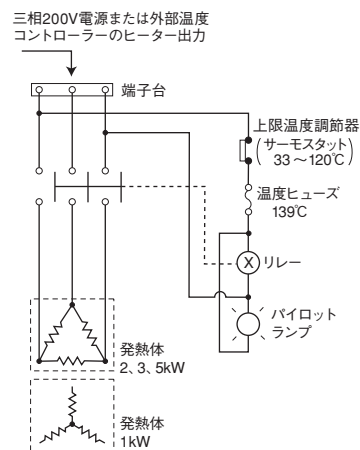 三相200V電源または外部温度
コントローラーのヒーター出力
端子台
上限温度調節器
(サーモスタット)
33～120℃
温度ヒューズ
139℃
X
リレー
パイロット
ランプ
発熱体
2、3、5kW
発熱体
1kW